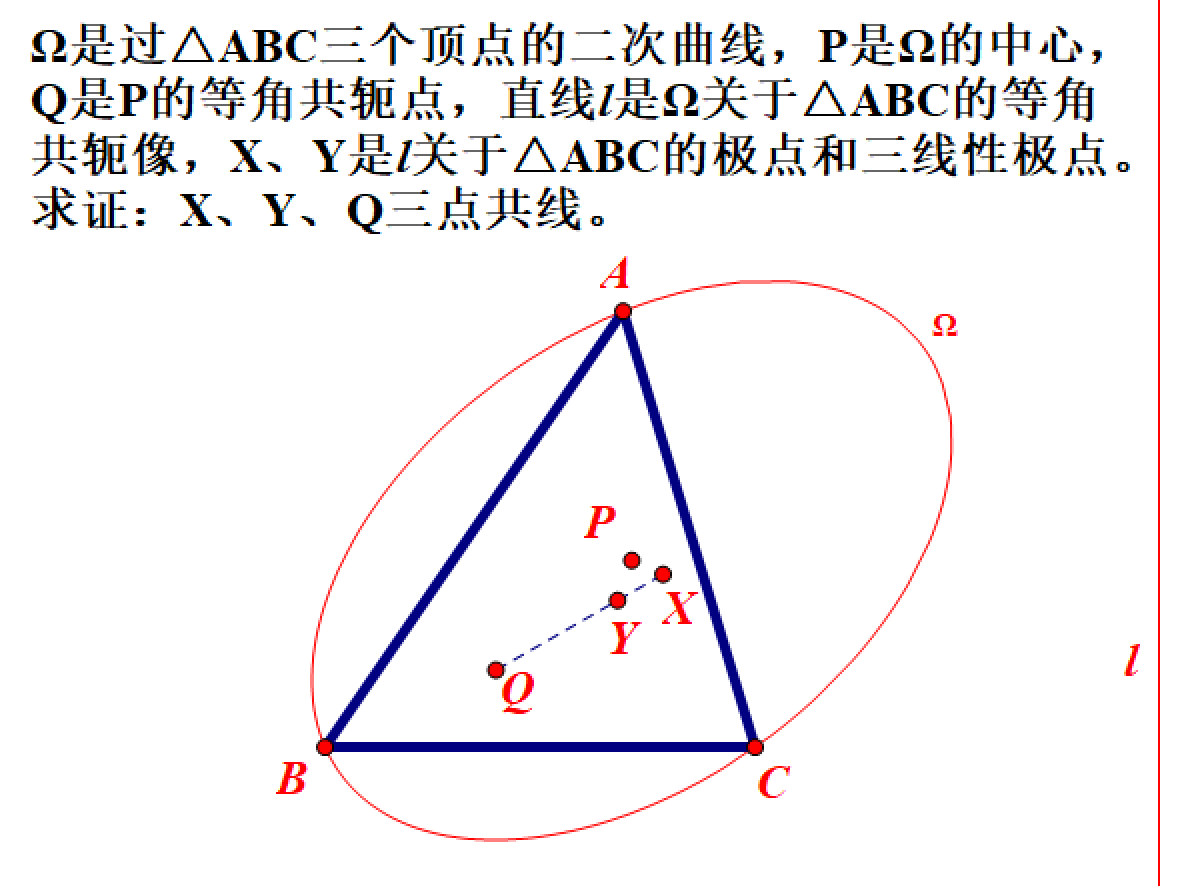 Ω是过△ABC三个顶点的二次曲线，P是Ω的中心，
Q是P的等角共轭点，直线l是Ω关于△ABC的等角
共轭像，X、Y是l关于△ABC的极点和三线性极点。
求证：X、Y、Q三点共线。
A
Ω
P
X
Y
l
Q
B
C